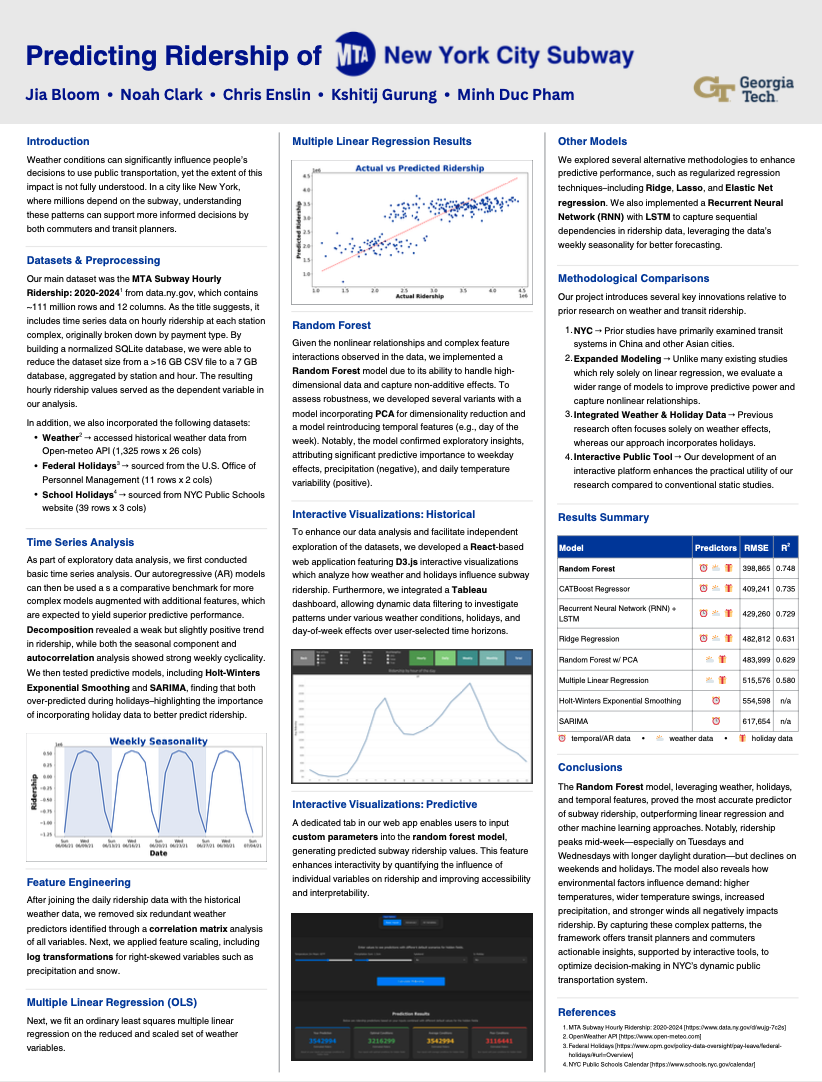 Predicting Ridership of MTA New York City Subway
Jia Bloom • Noah Clark • Chris Enslin • Kshitij Gurung • Minh Duc Pham
GT Georgia
Tech
Introduction
Weather conditions can significantly influence people's
decisions to use public transportation, yet the extent of this
impact is not fully understood. In a city like New York,
where millions depend on the subway, understanding
these patterns can support more informed decisions by
both commuters and transit planners.
Datasets & Preprocessing
Our main dataset was the MTA Subway Hourly
Ridership: 2020-2024¹ from data.ny.gov, which contains
~111 million rows and 12 columns. As the title suggests, it
includes time series data on hourly ridership at each station
complex, originally broken down by payment type. By
building a normalized SQLite database, we were able to
reduce the dataset size from a >16 GB CSV file to a 7 GB
database, aggregated by station and hour. The resulting
hourly ridership values served as the dependent variable in
our analysis.
In addition, we also incorporated the following datasets:
• Weather² → accessed historical weather data from
Open-meteo API (1,325 rows x 26 cols)
• Federal Holidays³ → sourced from the U.S. Office of
Personnel Management (11 rows x 2 cols)
• School Holidays⁴ → sourced from NYC Public Schools
website (39 rows x 3 cols)
Time Series Analysis
As part of exploratory data analysis, we first conducted
basic time series analysis. Our autoregressive (AR) models
can then be used a s a comparative benchmark for more
complex models augmented with additional features, which
are expected to yield superior predictive performance.
Decomposition revealed a weak but slightly positive trend
in ridership, while both the seasonal component and
autocorrelation analysis showed strong weekly cyclicality.
We then tested predictive models, including Holt-Winters
Exponential Smoothing and SARIMA, finding that both
over-predicted during holidays–highlighting the importance
of incorporating holiday data to better predict ridership.
Weekly Seasonality
1e6
0.50
0.25
0.00
−0.25
−0.50
−0.75
−1.00
−1.25
Ridership
Sun Wed Sun Wed Sun Wed Sun
Date
Feature Engineering
After joining the daily ridership data with the historical
weather data, we removed six redundant weather
predictors identified through a correlation matrix analysis
of all variables. Next, we applied feature scaling, including
log transformations for right-skewed variables such as
precipitation and snow.
Multiple Linear Regression (OLS)
Next, we fit an ordinary least squares multiple linear
regression on the reduced and scaled set of weather
variables.
Multiple Linear Regression Results
Actual vs Predicted Ridership
1e6
4.5
4.0
3.5
3.0
2.5
2.0
1.5
1.0
Predicted Ridership
1.0 1.5 2.0 2.5 3.0 3.5 4.0 4.5
1e6
Actual Ridership
Random Forest
Given the nonlinear relationships and complex feature
interactions observed in the data, we implemented a
Random Forest model due to its ability to handle high-
dimensional data and capture non-additive effects. To
assess robustness, we developed several variants with a
model incorporating PCA for dimensionality reduction and
a model reintroducing temporal features (e.g., day of the
week). Notably, the model confirmed exploratory insights,
attributing significant predictive importance to weekday
effects, precipitation (negative), and daily temperature
variability (positive).
Interactive Visualizations: Historical
To enhance our data analysis and facilitate independent
exploration of the datasets, we developed a React-based
web application featuring D3.js interactive visualizations
which analyze how weather and holidays influence subway
ridership. Furthermore, we integrated a Tableau
dashboard, allowing dynamic data filtering to investigate
patterns under various weather conditions, holidays, and
day-of-week effects over user-selected time horizons.
Interactive Visualizations: Predictive
A dedicated tab in our web app enables users to input
custom parameters into the random forest model,
generating predicted subway ridership values. This feature
enhances interactivity by quantifying the influence of
individual variables on ridership and improving accessibility
and interpretability.
Prediction Results
3542994 3216299 3542994 3116441
Other Models
We explored several alternative methodologies to enhance
predictive performance, such as regularized regression
techniques–including Ridge, Lasso, and Elastic Net
regression. We also implemented a Recurrent Neural
Network (RNN) with LSTM to capture sequential
dependencies in ridership data, leveraging the data's
weekly seasonality for better forecasting.
Methodological Comparisons
Our project introduces several key innovations relative to
prior research on weather and transit ridership.
1. NYC → Prior studies have primarily examined transit
systems in China and other Asian cities.
2. Expanded Modeling → Unlike many existing studies
which rely solely on linear regression, we evaluate a
wider range of models to improve predictive power and
capture nonlinear relationships.
3. Integrated Weather & Holiday Data → Previous
research often focuses solely on weather effects,
whereas our approach incorporates holidays.
4. Interactive Public Tool → Our development of an
interactive platform enhances the practical utility of our
research compared to conventional static studies.
Results Summary
Model Predictors RMSE R²
Random Forest 398,865 0.748
CATBoost Regressor 409,241 0.735
Recurrent Neural Network (RNN) +
LSTM 429,260 0.729
Ridge Regression 482,812 0.631
Random Forest w/ PCA 483,999 0.629
Multiple Linear Regression 515,576 0.580
Holt-Winters Exponential Smoothing 554,598 n/a
SARIMA 617,654 n/a
temporal/AR data • weather data • holiday data
Conclusions
The Random Forest model, leveraging weather, holidays,
and temporal features, proved the most accurate predictor
of subway ridership, outperforming linear regression and
other machine learning approaches. Notably, ridership
peaks mid-week—especially on Tuesdays and
Wednesdays with longer daylight duration—but declines on
weekends and holidays. The model also reveals how
environmental factors influence demand: higher
temperatures, wider temperature swings, increased
precipitation, and stronger winds all negatively impacts
ridership. By capturing these complex patterns, the
framework offers transit planners and commuters
actionable insights, supported by interactive tools, to
optimize decision-making in NYC's dynamic public
transportation system.
References
1. MTA Subway Hourly Ridership: 2020-2024 [https://www.data.ny.gov/d/wujg-7c2s]
2. OpenWeather API [https://www.open-meteo.com]
3. Federal Holidays [https://www.opm.gov/policy-data-oversight/pay-leave/federal-
holidays/#url=Overview]
4. NYC Public Schools Calendar [https://www.schools.nyc.gov/calendar]